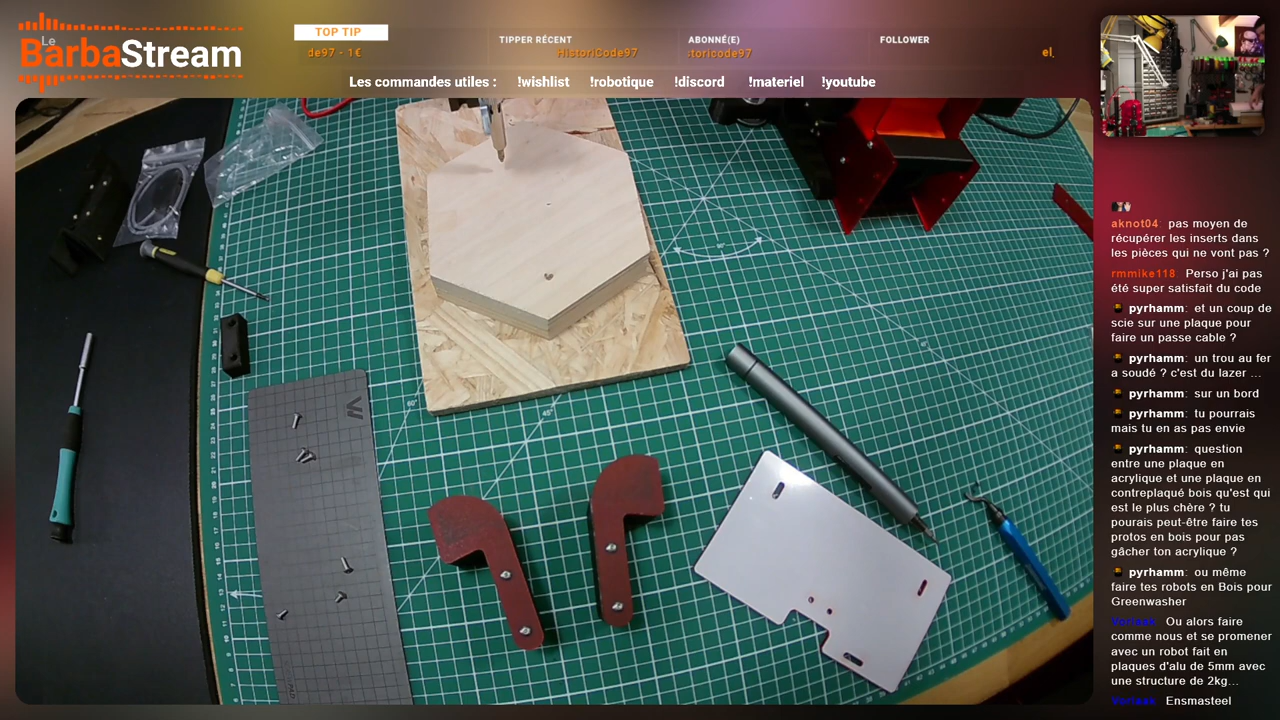 Le
BarbaStream
TOP TIP
de97 - 1€
TIPPER RÉCENT
HistoriCode97
ABONNÉ(E)
storicode97
FOLLOWER
el
Les commandes utiles : !wishlist !robotique !discord !materiel !youtube
aknot04: pas moyen de
récupérer les inserts dans
les pièces qui ne vont pas ?
rmmike118 Perso j'ai pas
été super satisfait du code
pyrhamm: et un coup de
scie sur une plaque pour
faire un passe cable ?
pyrhamm: un trou au fer
a soudé ? c'est du lazer ...
pyrhamm: sur un bord
pyrhamm: tu pourrais
mais tu en as pas envie
pyrhamm: question
entre une plaque en
acrylique et une plaque en
contreplaqué bois qu'est qui
est le plus chère ? tu
pourais peut-être faire tes
protos en bois pour pas
gâcher ton acrylique ?
pyrhamm: ou même
faire tes robots en Bois pour
Greenwasher
Ou alors faire
comme nous et se promener
avec un robot fait en
plaques d'alu de 5mm avec
une structure de 2kg...
Ensmasteel
60°
45°